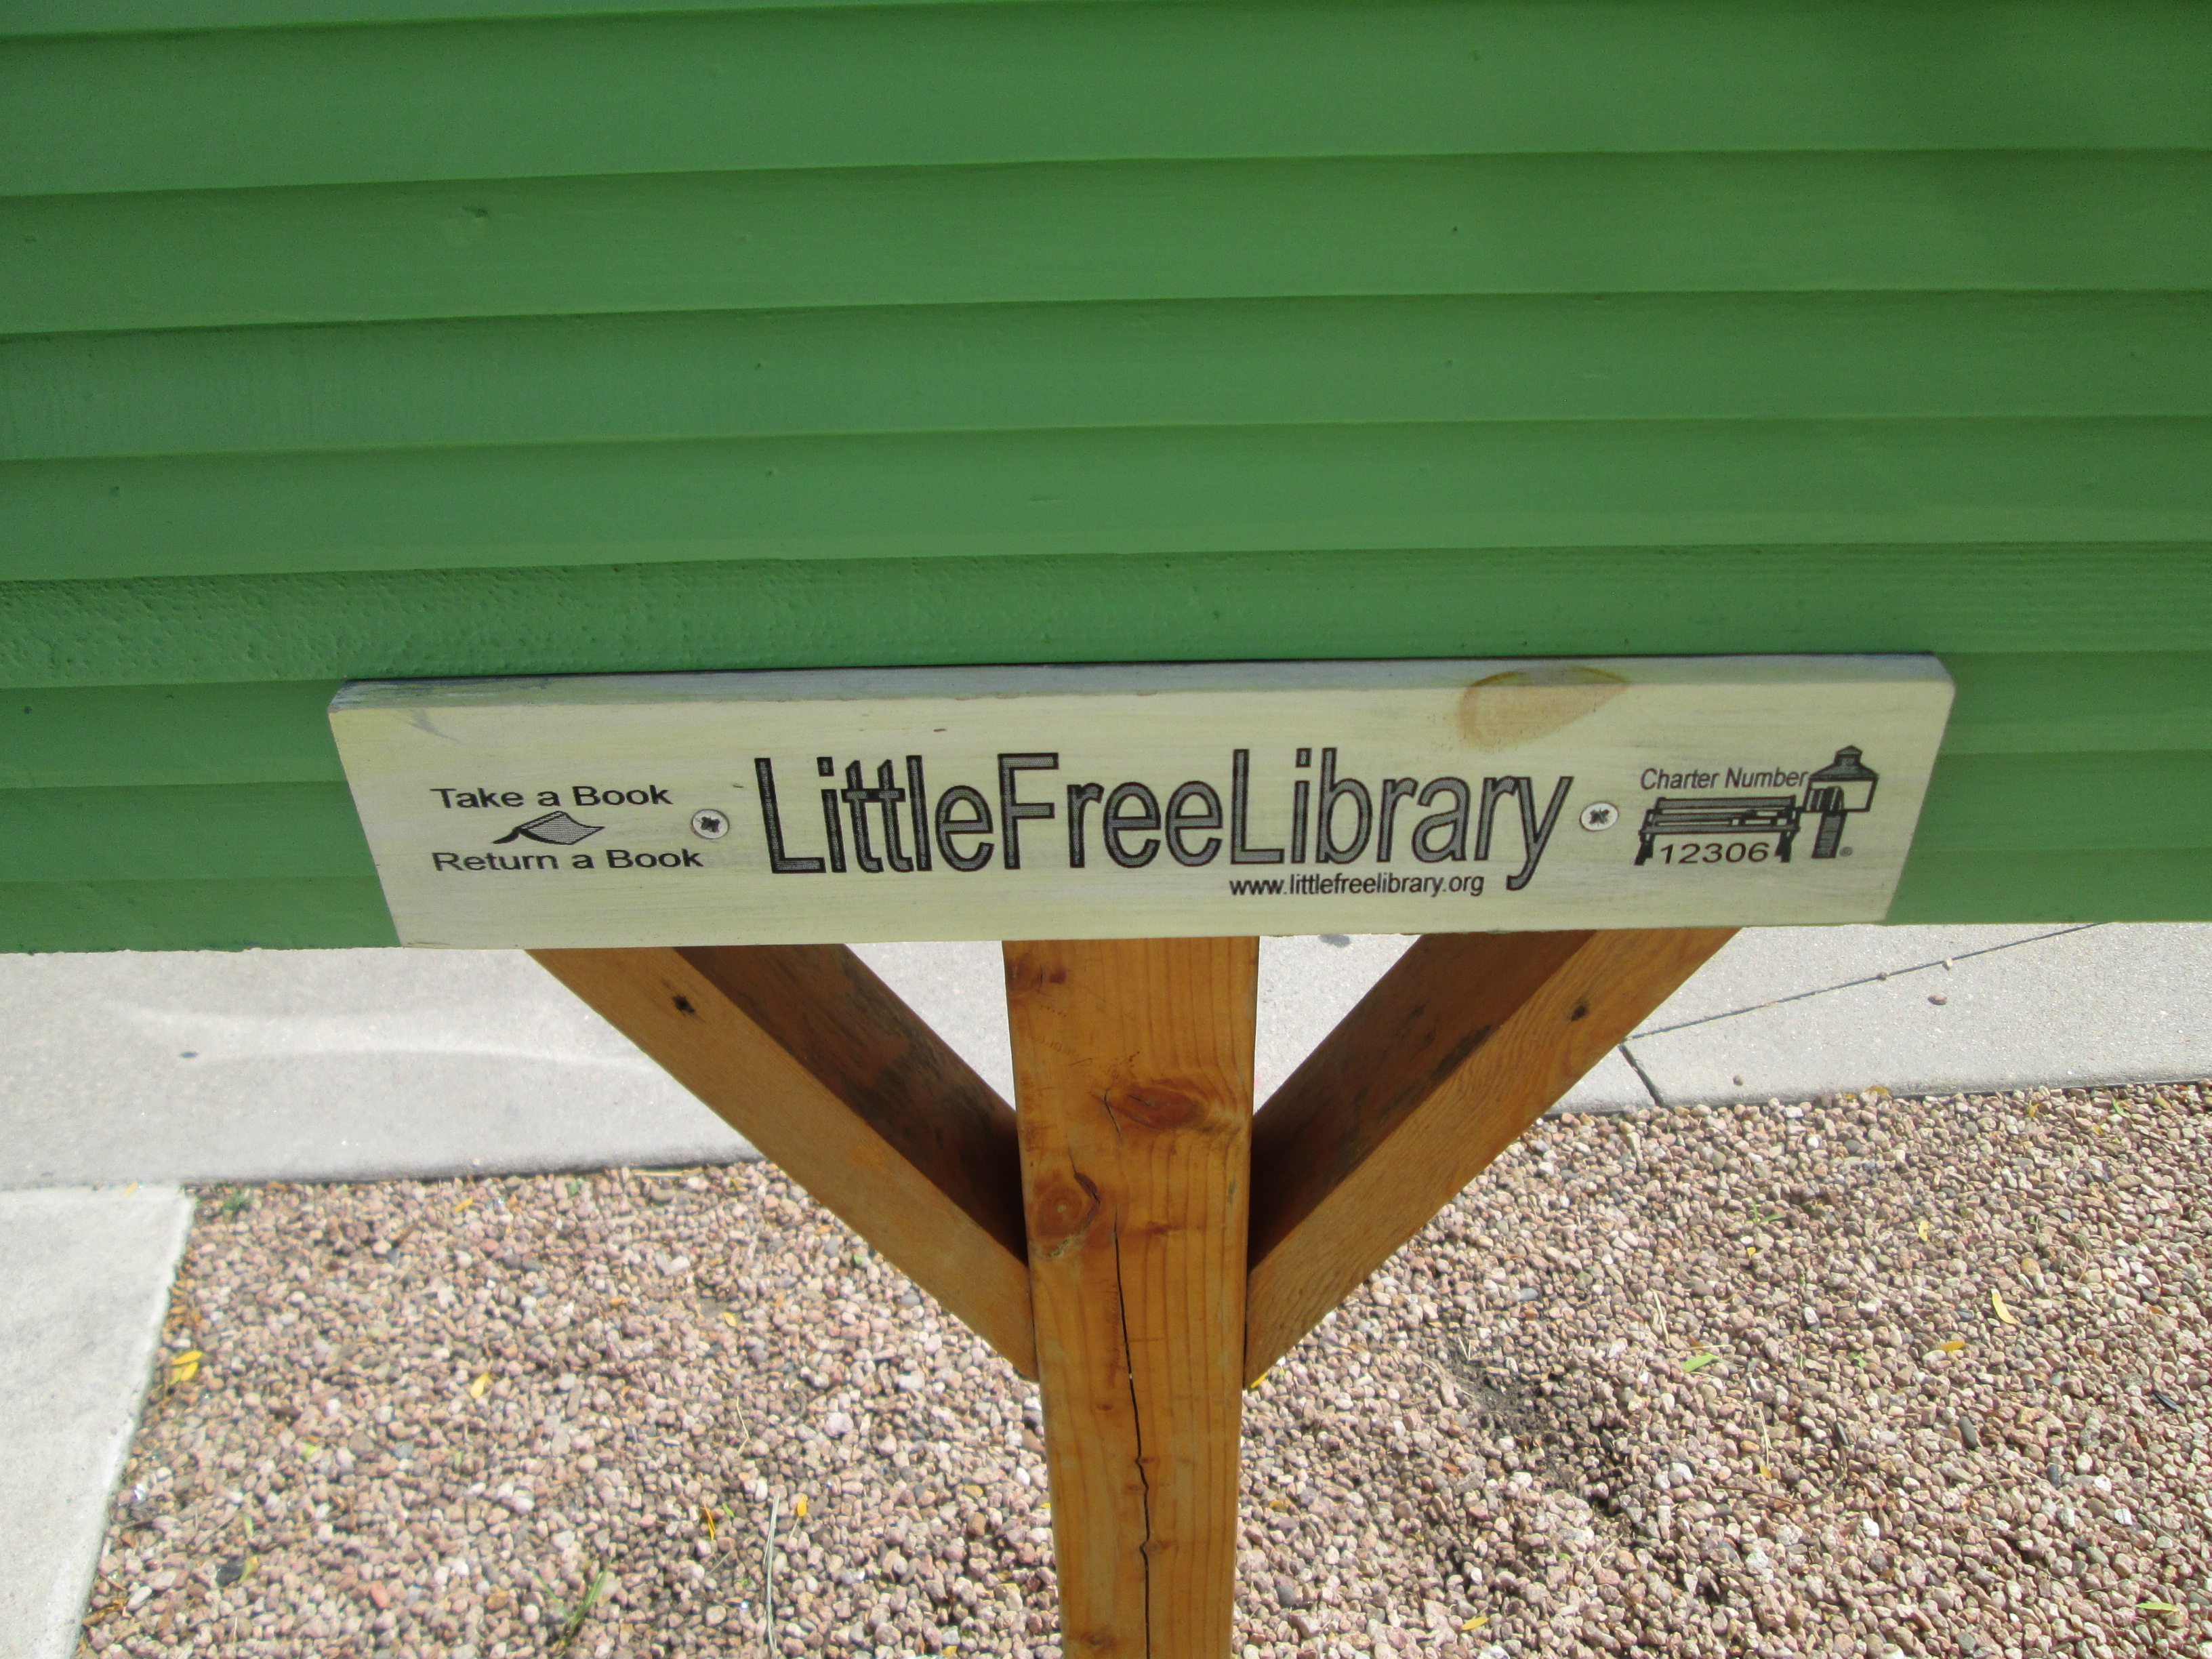 Take a Book
Return a Book
LittleFreeLibrary
www.littlefreelibrary.org
Charter Number
12306
®